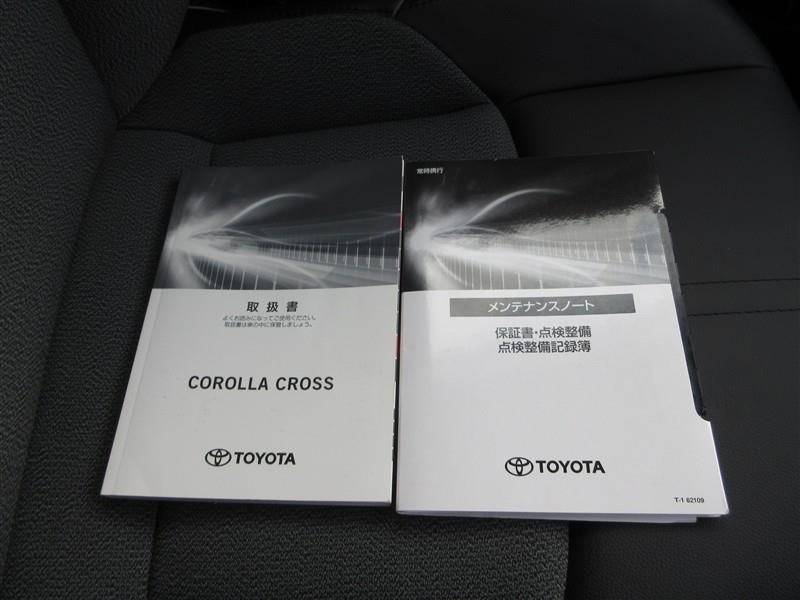 取扱書
よくお読みになってご使用ください。
取扱書は車の中に保管しましょう。
COROLLA CROSS
TOYOTA
常時携行
メンテナンスノート
保証書・点検整備
点検整備記録簿
TOYOTA
T-1 62109